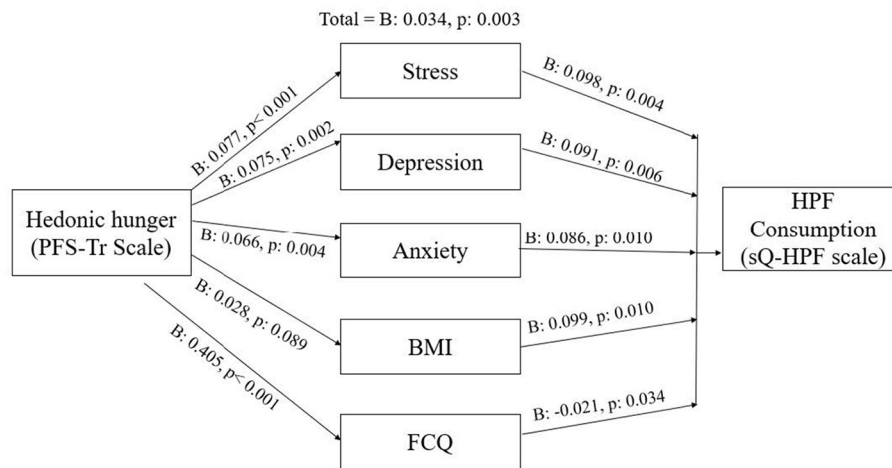 Total = B: 0.034, p: 0.003
Stress
B: 0.077, p< 0.001
B: 0.098, p: 0.004
B: 0.075, p: 0.002
Depression
B: 0.091, p: 0.006
Hedonic hunger
(PFS-Tr Scale)
B: 0.066, p: 0.004
Anxiety
B: 0.086, p: 0.010
HPF
Consumption
(sQ-HPF scale)
B: 0.028, p: 0.089
BMI
B: 0.099, p: 0.010
B: 0.405, p< 0.001
FCQ
B: -0.021, p: 0.034